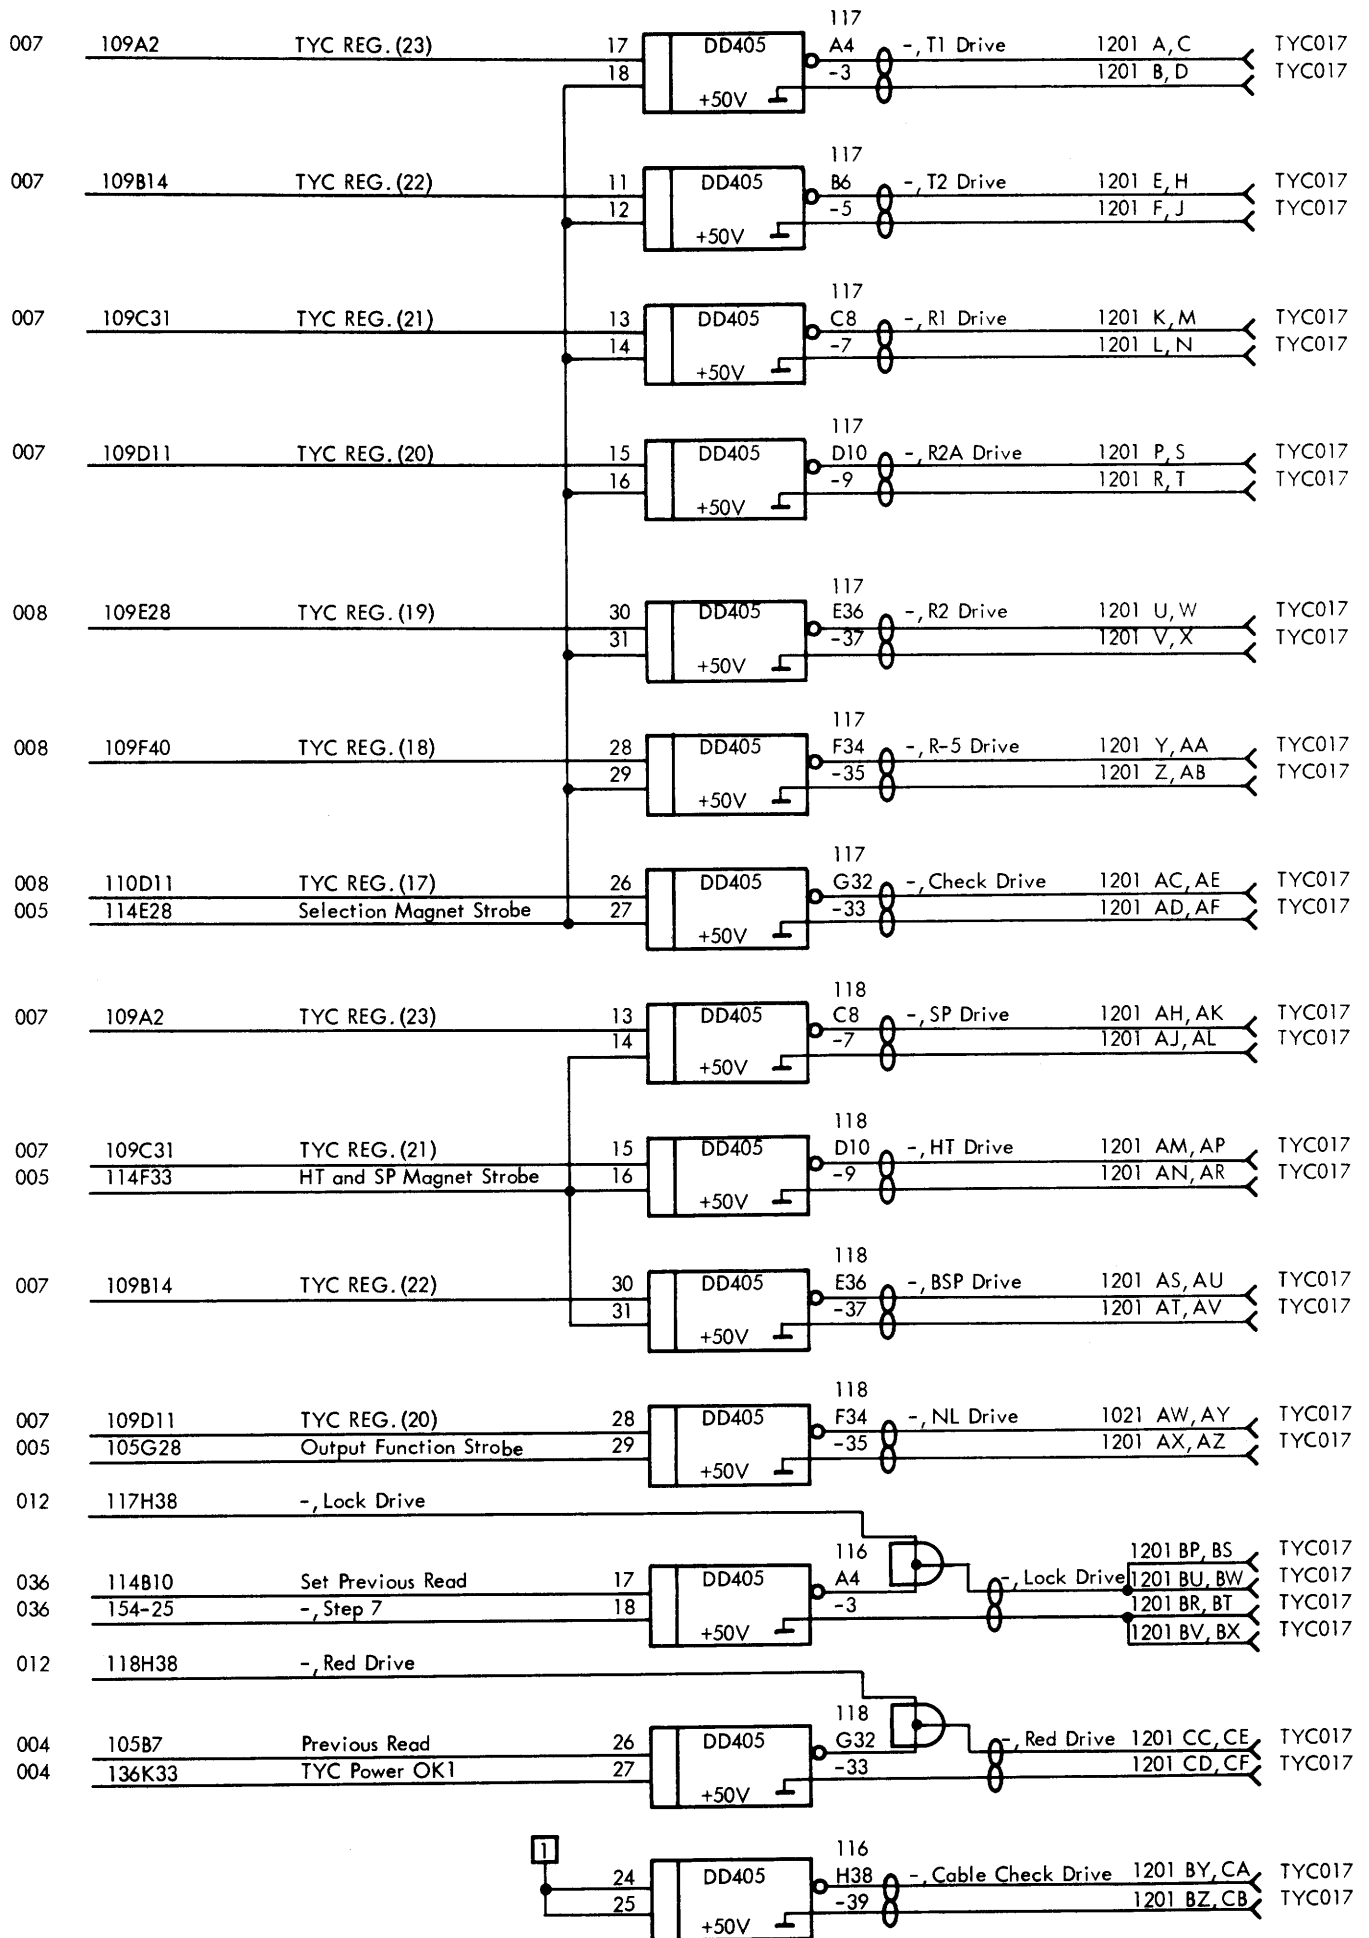 117
007 109A2 TYC REG. (23) 17 DD405 A4 -, T1 Drive 1201 A, C TYC017
18 -3 1201 B, D TYC017
+50V
117
007 109B14 TYC REG. (22) 11 DD405 B6 -, T2 Drive 1201 E, H TYC017
12 -5 1201 F, J TYC017
+50V
117
007 109C31 TYC REG. (21) 13 DD405 C8 -, R1 Drive 1201 K, M TYC017
14 -7 1201 L, N TYC017
+50V
117
007 109D11 TYC REG. (20) 15 DD405 D10 -, R2A Drive 1201 P, S TYC017
16 -9 1201 R, T TYC017
+50V
117
008 109E28 TYC REG. (19) 30 DD405 E36 -, R2 Drive 1201 U, W TYC017
31 -37 1201 V, X TYC017
+50V
117
008 109F40 TYC REG. (18) 28 DD405 F34 -, R-5 Drive 1201 Y, AA TYC017
29 -35 1201 Z, AB TYC017
+50V
117
008 110D11 TYC REG. (17) 26 DD405 G32 -, Check Drive 1201 AC, AE TYC017
005 114E28 Selection Magnet Strobe 27 -33 1201 AD, AF TYC017
+50V
118
007 109A2 TYC REG. (23) 13 DD405 C8 -, SP Drive 1201 AH, AK TYC017
14 -7 1201 AJ, AL TYC017
+50V
118
007 109C31 TYC REG. (21) 15 DD405 D10 -, HT Drive 1201 AM, AP TYC017
005 114F33 HT and SP Magnet Strobe 16 -9 1201 AN, AR TYC017
+50V
118
007 109B14 TYC REG. (22) 30 DD405 E36 -, BSP Drive 1201 AS, AU TYC017
31 -37 1201 AT, AV TYC017
+50V
118
007 109D11 TYC REG. (20) 28 DD405 F34 -, NL Drive 1021 AW, AY TYC017
005 105G28 Output Function Strobe 29 -35 1201 AX, AZ TYC017
+50V
012 117H38 -, Lock Drive
116 1201 BP, BS TYC017
036 114B10 Set Previous Read 17 DD405 A4 -, Lock Drive 1201 BU, BW TYC017
036 154-25 -, Step 7 18 -3 1201 BR, BT TYC017
+50V 1201 BV, BX TYC017
012 118H38 -, Red Drive
118
004 105B7 Previous Read 26 DD405 G32 -, Red Drive 1201 CC, CE TYC017
004 136K33 TYC Power OK1 27 -33 1201 CD, CF TYC017
+50V
1 116
24 DD405 H38 -, Cable Check Drive 1201 BY, CA TYC017
25 -39 1201 BZ, CB TYC017
+50V